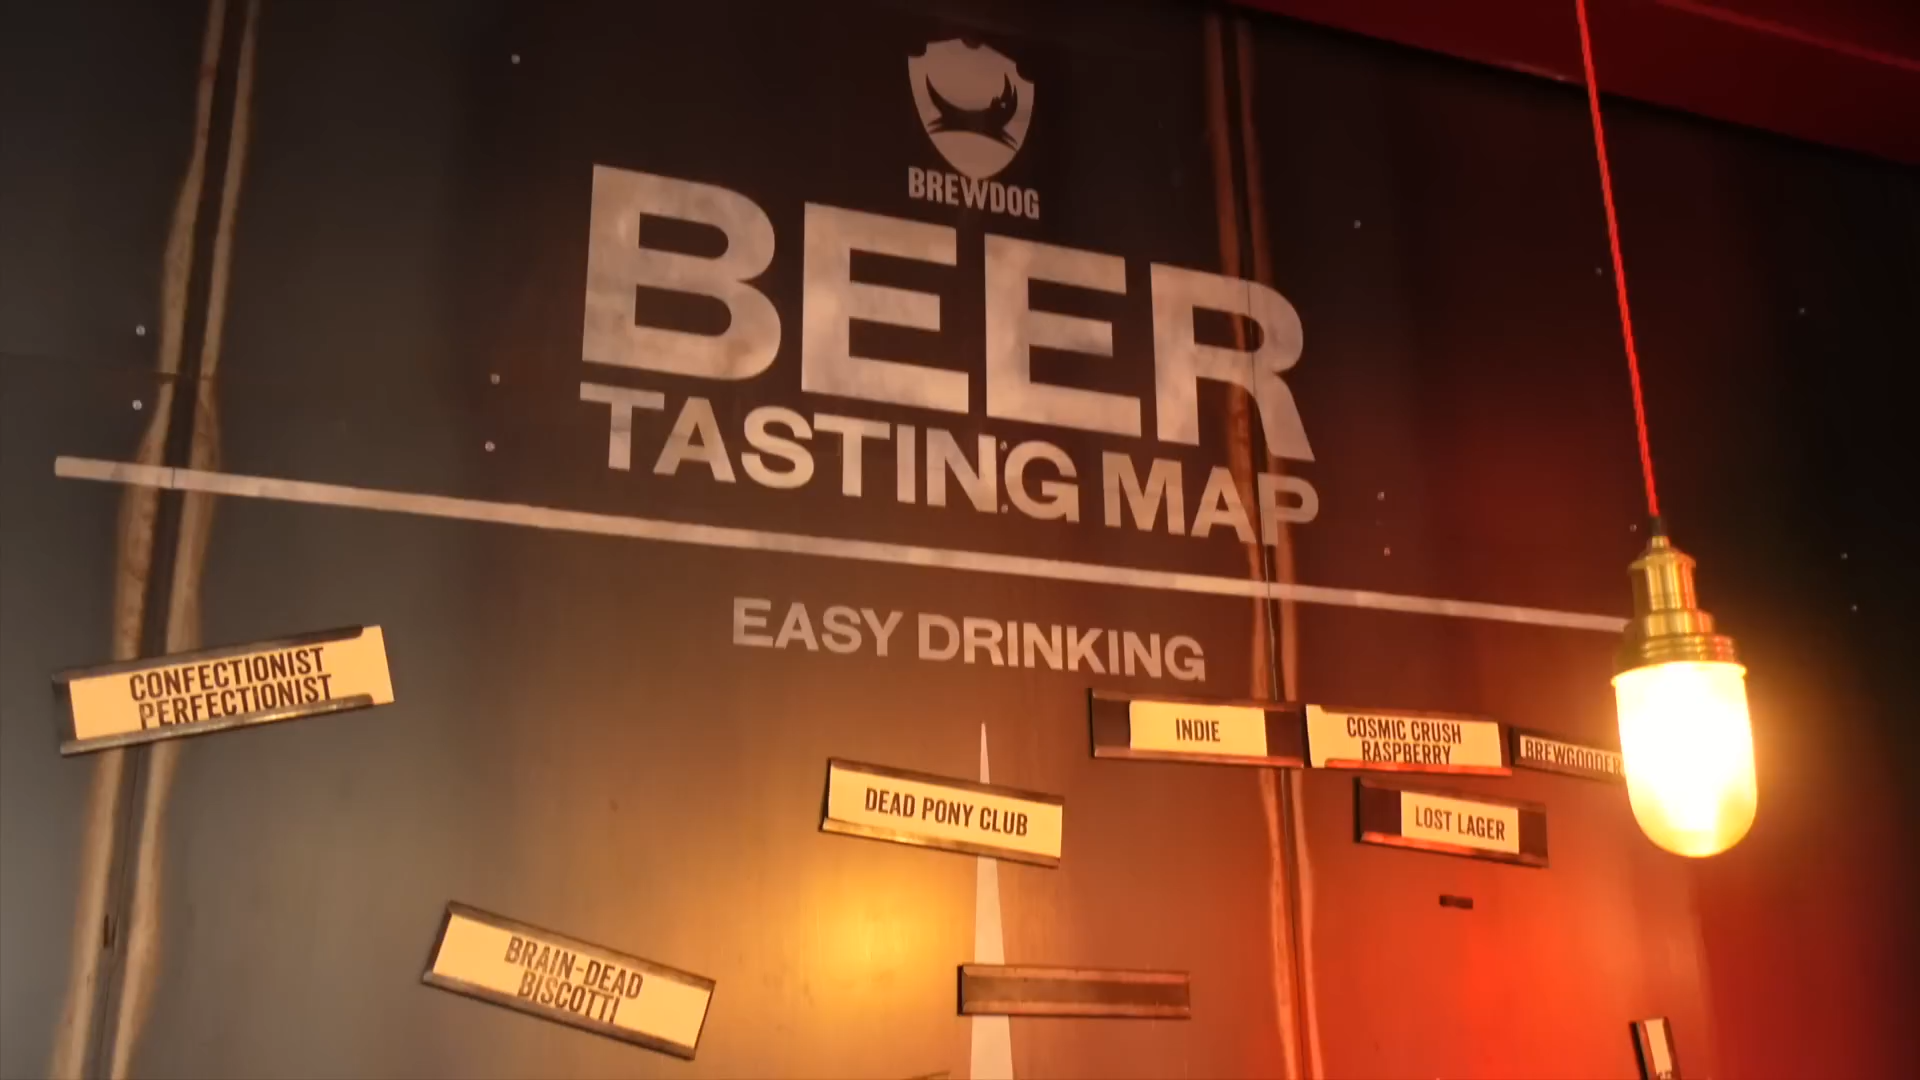 BREWDOG
BEER
TASTING MAP
EASY DRINKING
CONFECTIONIST
PERFECTIONIST
INDIE
COSMIC CRUSH
RASPBERRY
DEAD PONY CLUB
LOST LAGER
BRAIN-DEAD
BISCOTTI